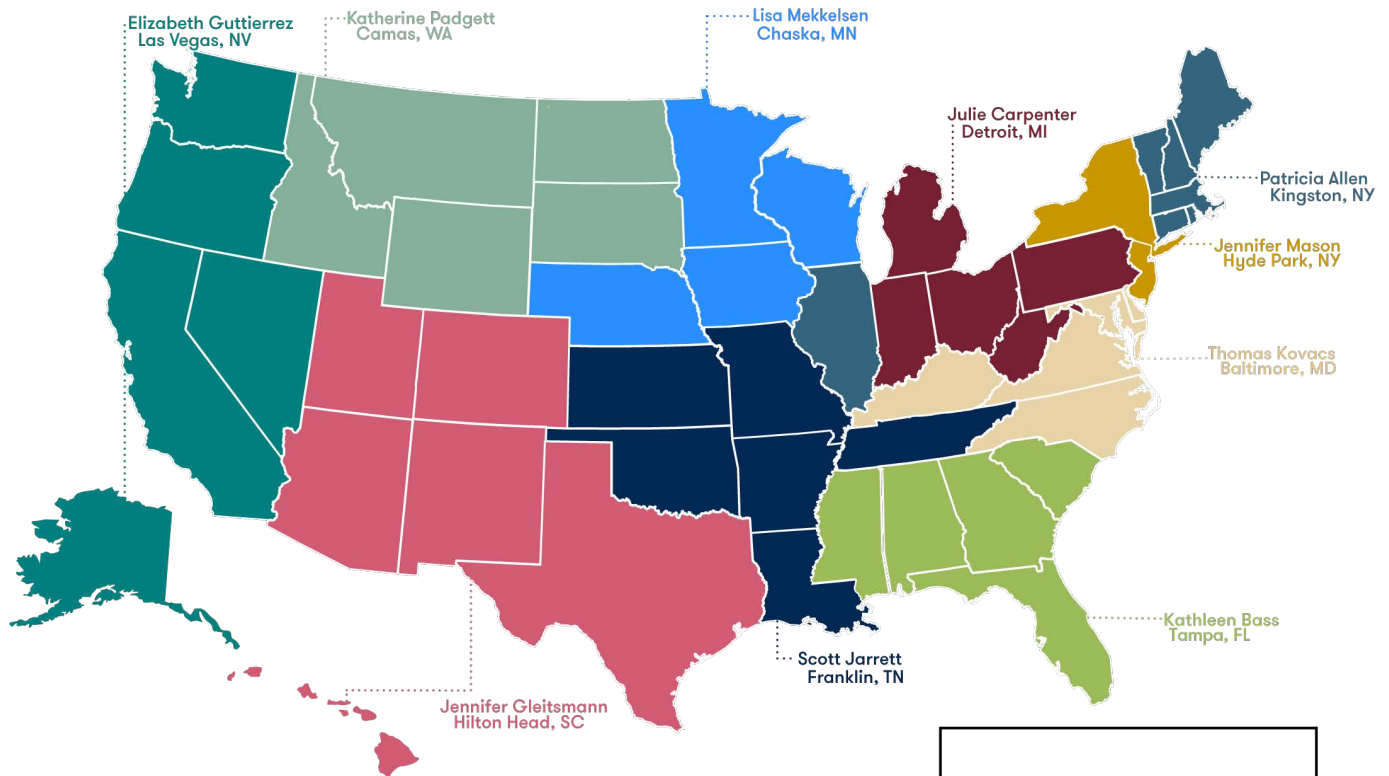 Elizabeth Guttierrez
Las Vegas, NV
Katherine Padgett
Camas, WA
Lisa Mekkelsen
Chaska, MN
Julie Carpenter
Detroit, MI
Patricia Allen
Kingston, NY
Jennifer Mason
Hyde Park, NY
Thomas Kovacs
Baltimore, MD
Kathleen Bass
Tampa, FL
Scott Jarrett
Franklin, TN
Jennifer Gleitsmann
Hilton Head, SC